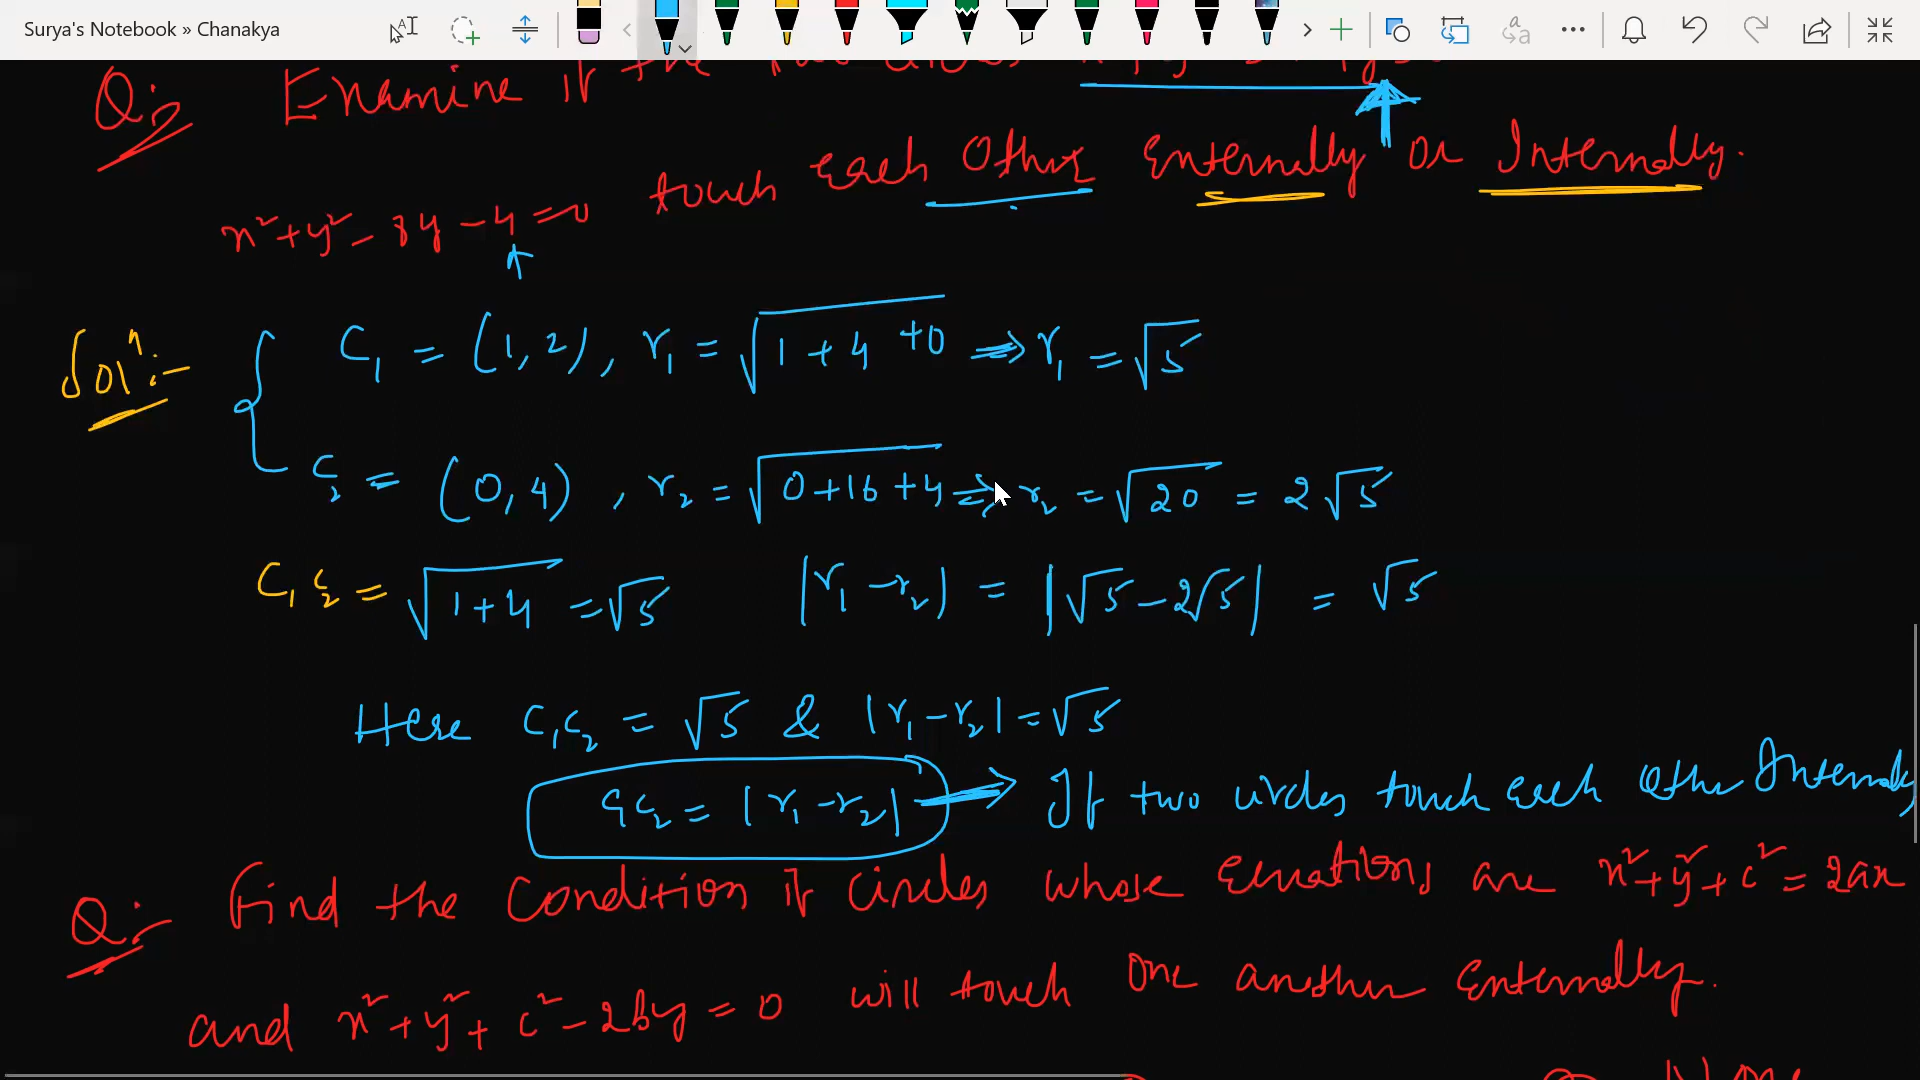 Surya's Notebook » Chanakya
Q:- Examine if the two circles
x²+y²-8y-4=0 touch each Other Externally or Internally.
Solⁿ:- C₁ = (1,2), r₁ = √(1+4+0) ⇒ r₁ = √5
C₂ = (0,4), r₂ = √(0+16+4) ⇒ r₂ = √20 = 2√5
C₁C₂ = √(1+4) = √5 |r₁-r₂| = |√5-2√5| = √5
Here C₁C₂ = √5 & |r₁-r₂| = √5
C₁C₂ = |r₁-r₂| ⇒ If two circles touch each Other Internally
Q:- Find the Condition if Circles whose Equations are x²+y²+c²=2ax
and x²+y²+c²-2by=0 will touch One another Externally.